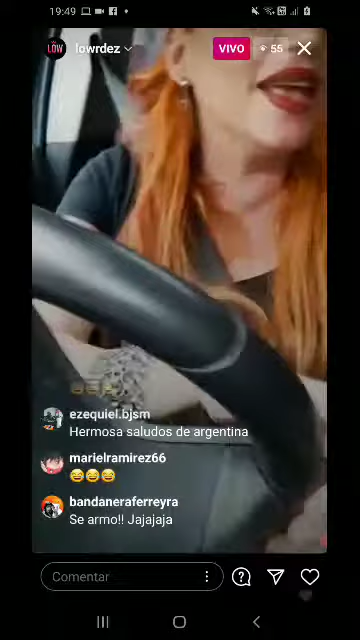 19:49
LOW
lowrdez
VIVO
55
ezequiel.bjsm
Hermosa saludos de argentina
marielramirez66
😂😂😂
bandaneraferreyra
Se armo!! Jajajaja
Comentar